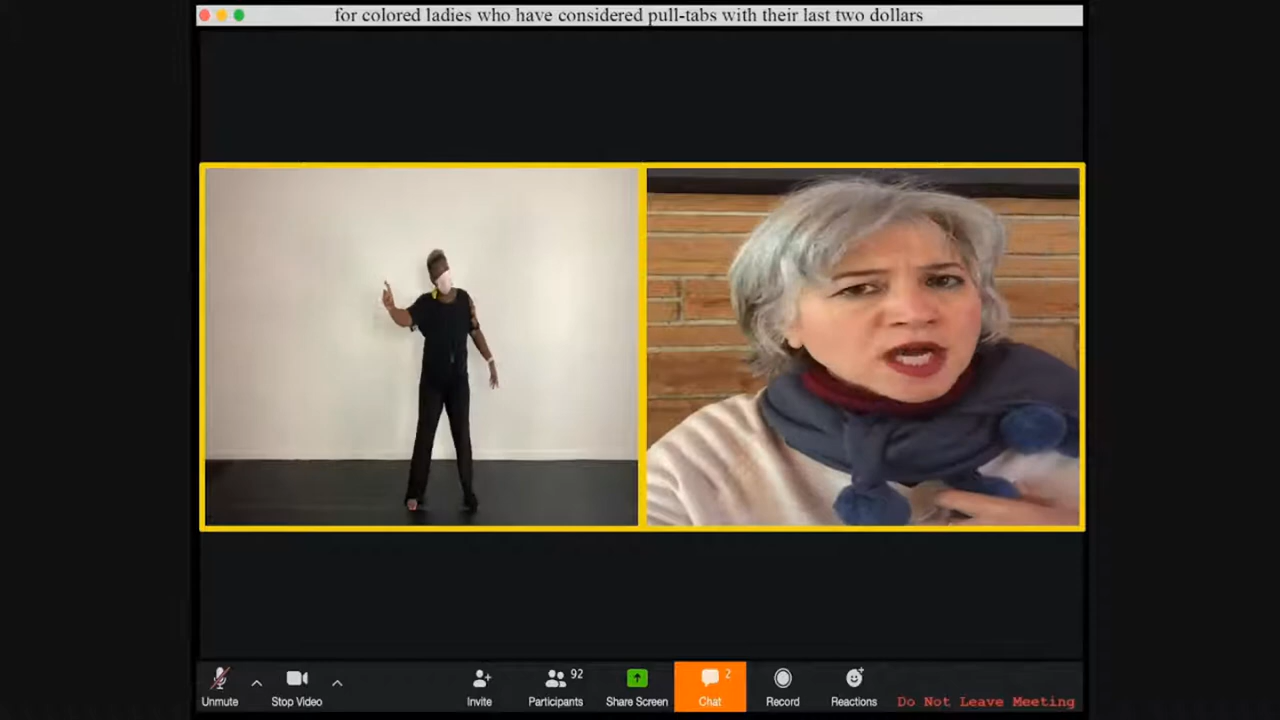 for colored ladies who have considered pull-tabs with their last two dollars
92
2
Unmute
Stop Video
Invite
Participants
Share Screen
Chat
Record
Reactions
Do Not Leave Meeting